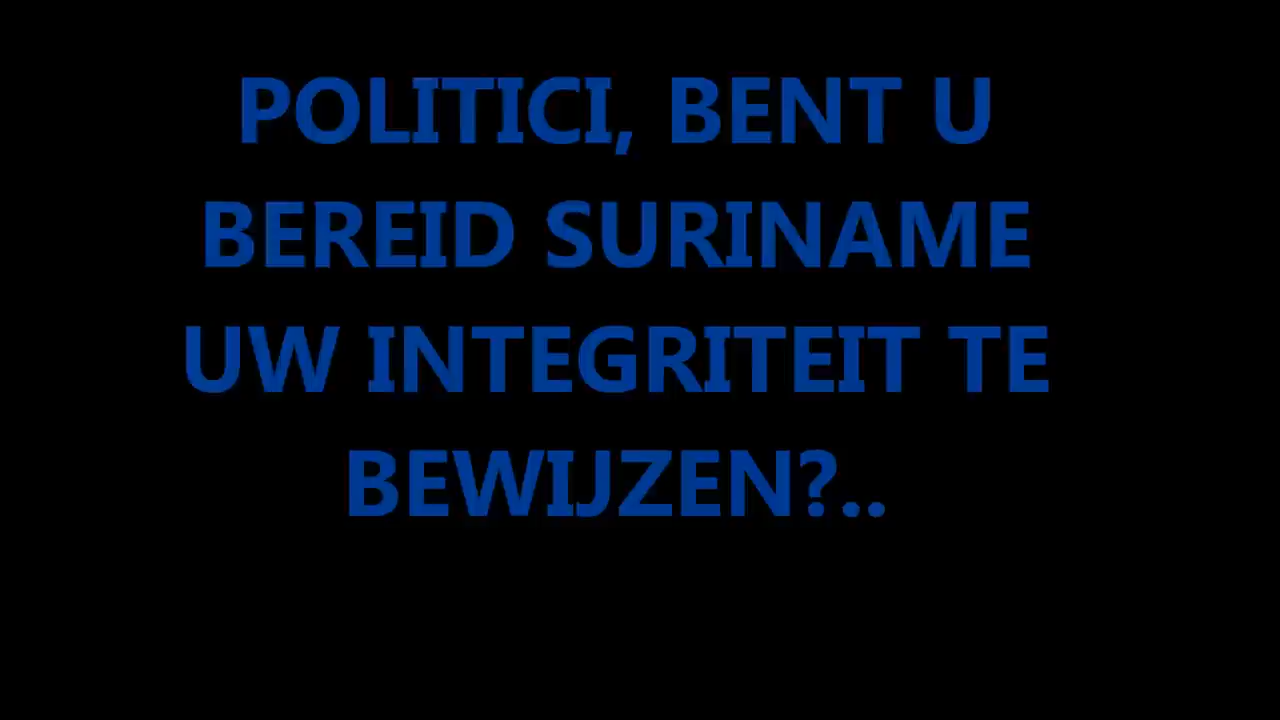 POLITICI, BENT U
BEREID SURINAME
UW INTEGRITEIT TE
BEWIJZEN?..